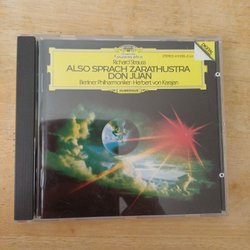 Richard Strauss
ALSO SPRACH ZARATHUSTRA
DON JUAN
Berliner Philharmoniker · Herbert von Karajan